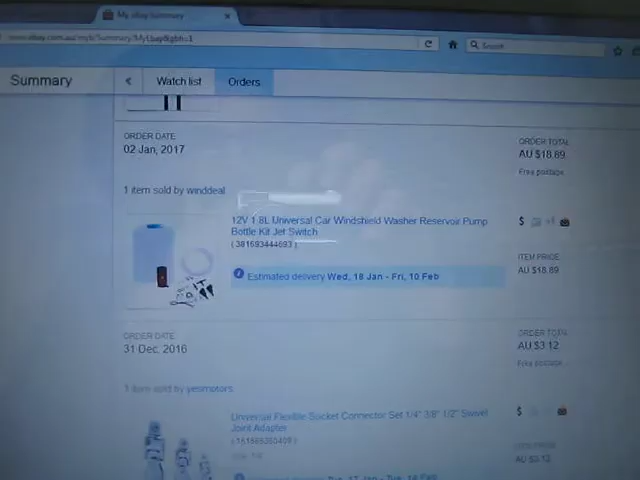 My ebay summary
Search
Summary
Watch list
Orders
ORDER DATE
02 Jan, 2017
ORDER TOTAL
AU $18.89
Free postage
1 item sold by winddeal
12V 1.8L Universal Car Windshield Washer Reservoir Pump
Bottle Kit Jet Switch
$
ITEM PRICE
AU $18.89
Estimated delivery Wed, 18 Jan - Fri, 10 Feb
ORDER DATE
31 Dec, 2016
ORDER TOTAL
AU $3.12
Free postage
1 item sold by yesmotors
Universal Flexible Socket Connector Set 1/4" 3/8" 1/2" Swivel
Joint Adapter
$
AU $3.12